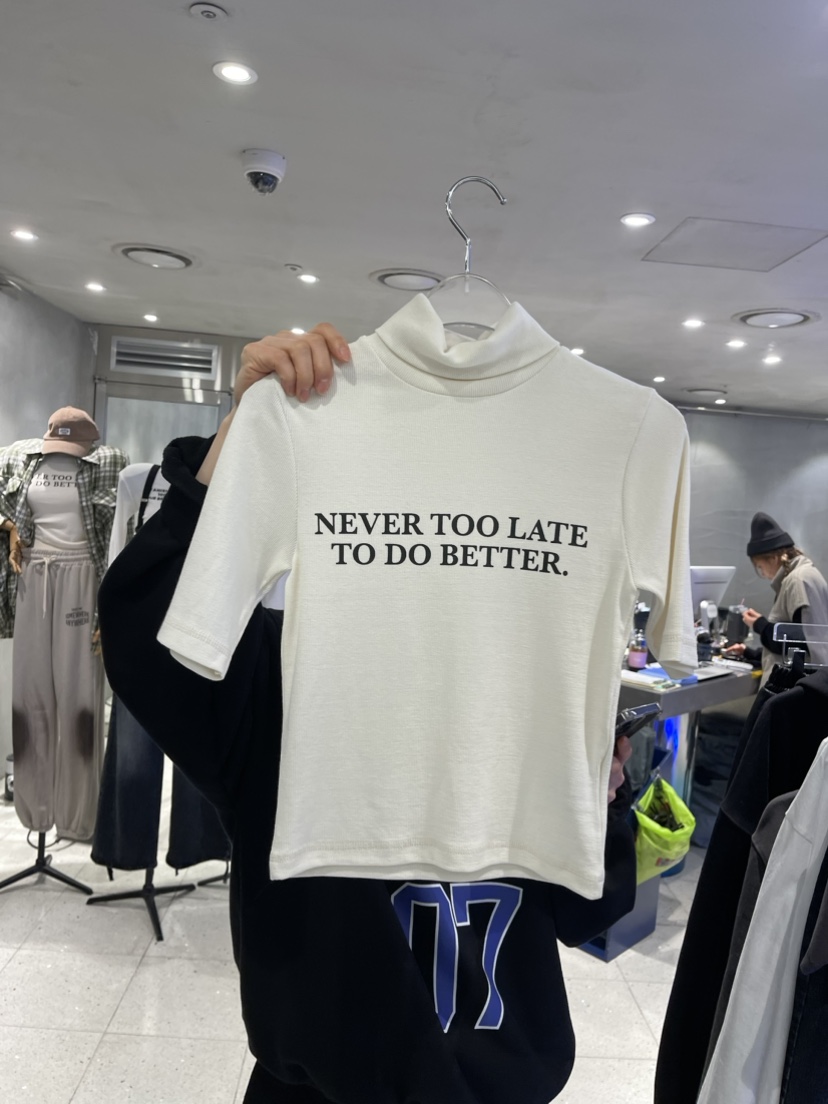 NEVER TOO LATE
TO DO BETTER.
07